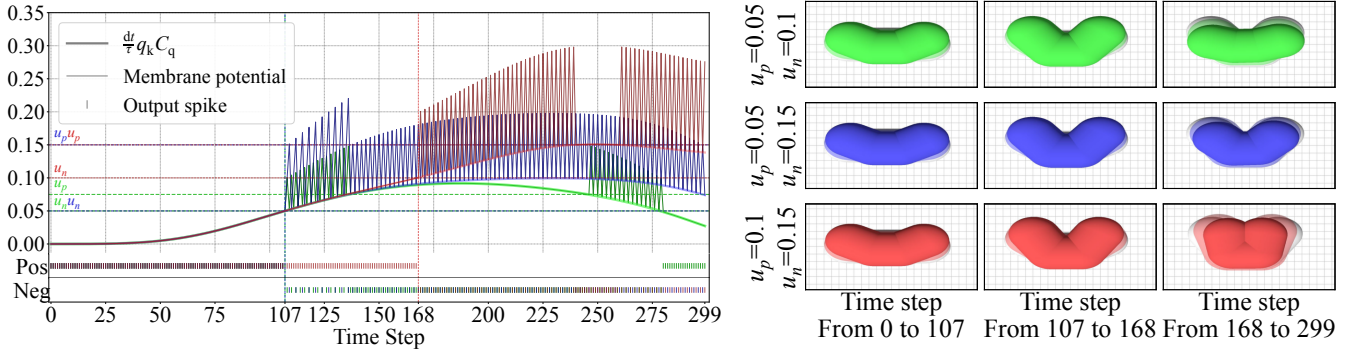 0.35
0.30
0.25
0.20
0.15
0.10
0.05
0.00
dt/τ q_k C_q
Membrane potential
Output spike
u_p u_p
u_n
u_p
u_n u_n
Pos
Neg
0 25 50 75 107 125 150 168 200 225 250 275 299
Time Step
u_p=0.05
u_n=0.1
u_p=0.05
u_n=0.15
u_p=0.1
u_n=0.15
Time step
From 0 to 107
Time step
From 107 to 168
Time step
From 168 to 299